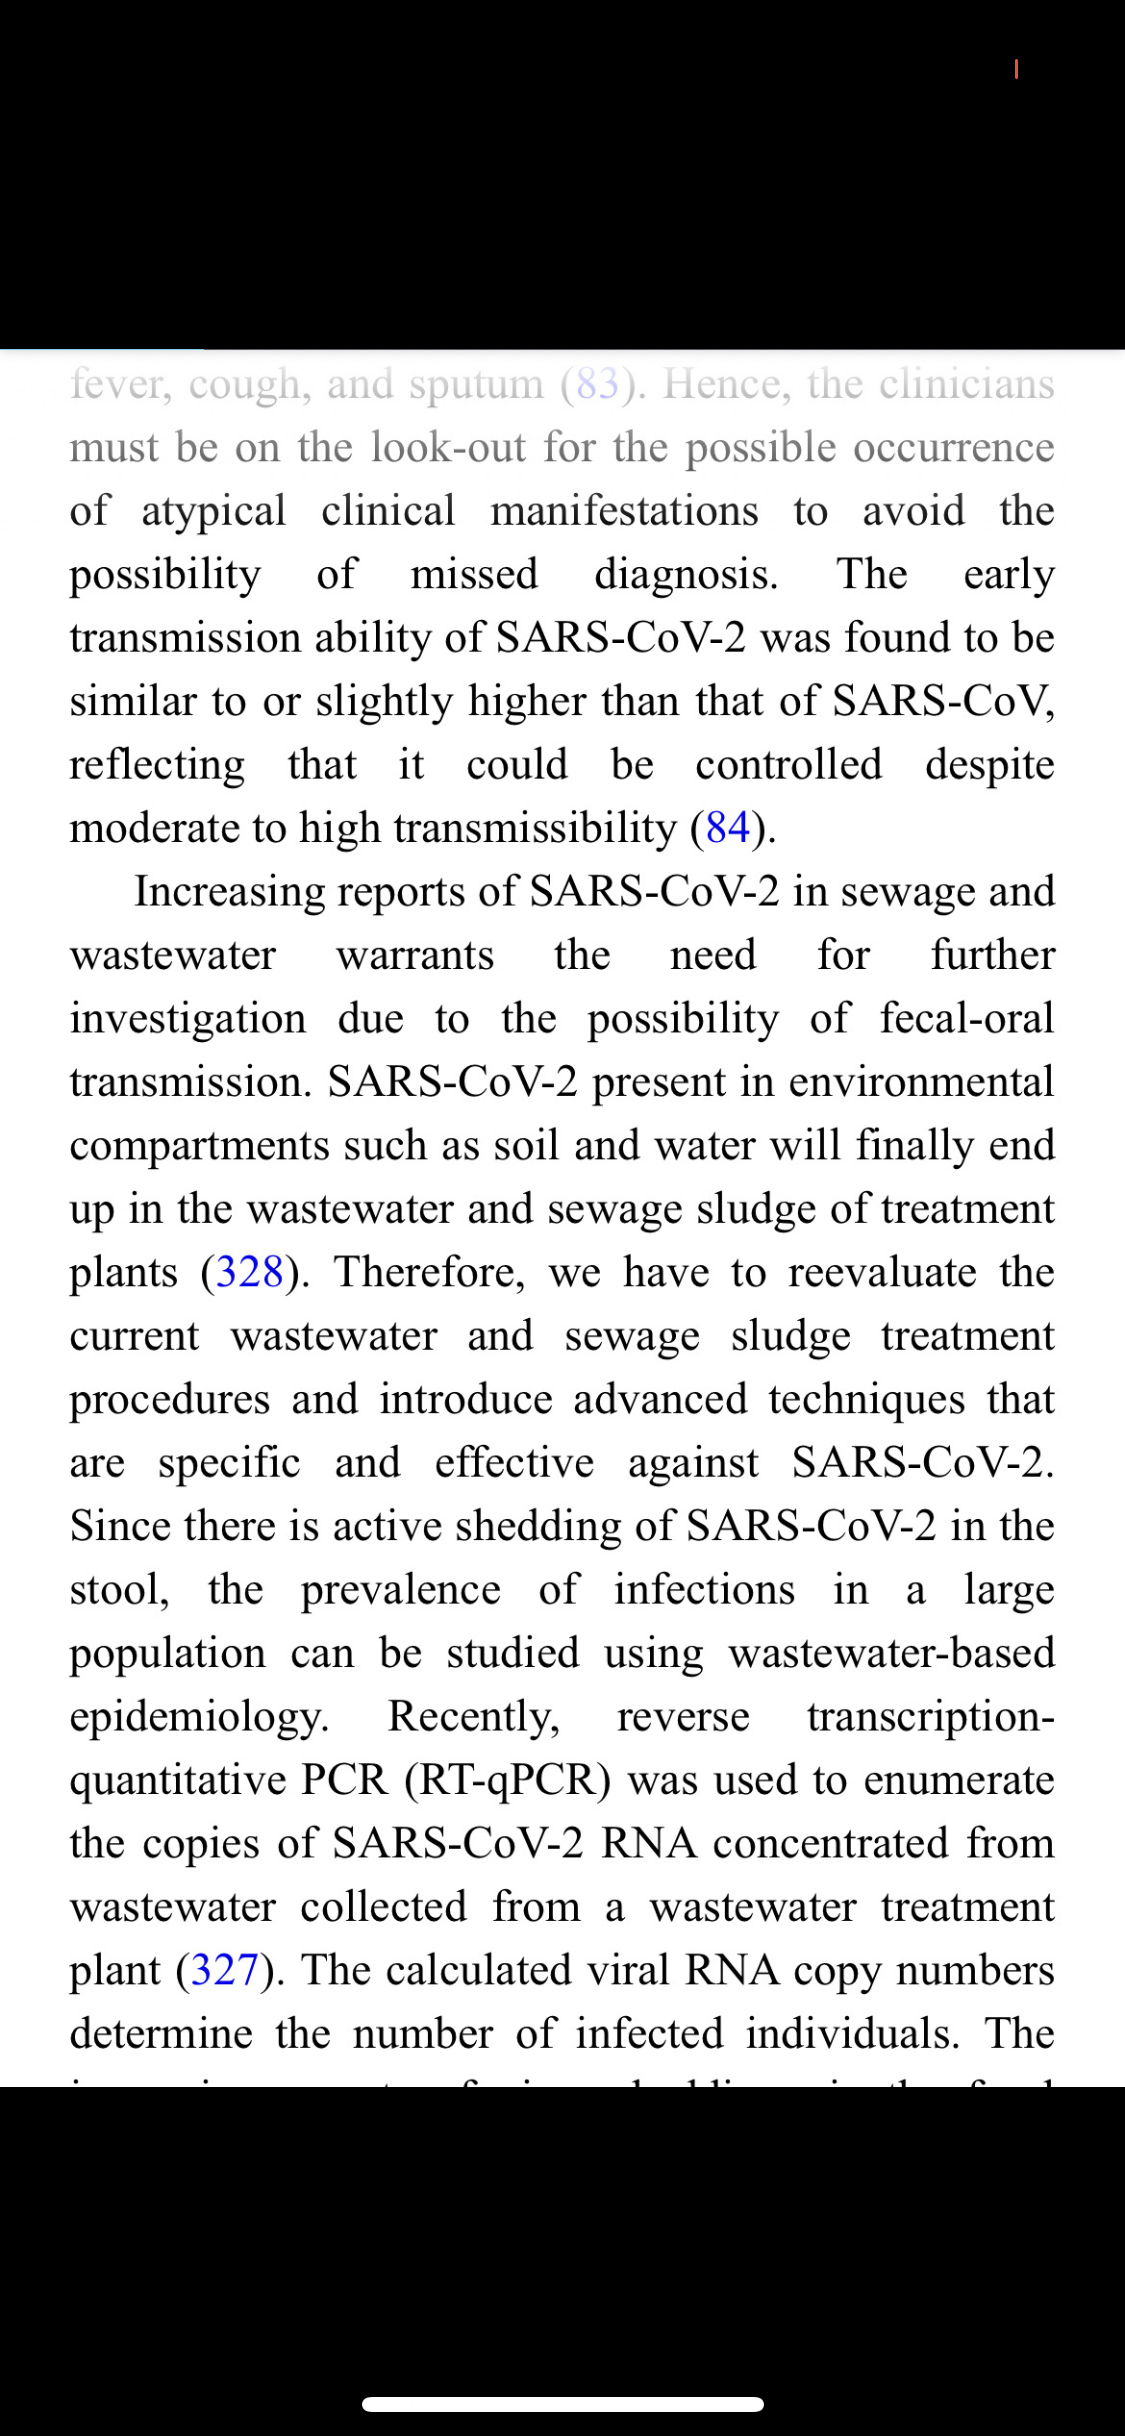 fever, cough, and sputum (83). Hence, the clinicians
must be on the look-out for the possible occurrence
of atypical clinical manifestations to avoid the
possibility of missed diagnosis. The early
transmission ability of SARS-CoV-2 was found to be
similar to or slightly higher than that of SARS-CoV,
reflecting that it could be controlled despite
moderate to high transmissibility (84).
Increasing reports of SARS-CoV-2 in sewage and
wastewater warrants the need for further
investigation due to the possibility of fecal-oral
transmission. SARS-CoV-2 present in environmental
compartments such as soil and water will finally end
up in the wastewater and sewage sludge of treatment
plants (328). Therefore, we have to reevaluate the
current wastewater and sewage sludge treatment
procedures and introduce advanced techniques that
are specific and effective against SARS-CoV-2.
Since there is active shedding of SARS-CoV-2 in the
stool, the prevalence of infections in a large
population can be studied using wastewater-based
epidemiology. Recently, reverse transcription-
quantitative PCR (RT-qPCR) was used to enumerate
the copies of SARS-CoV-2 RNA concentrated from
wastewater collected from a wastewater treatment
plant (327). The calculated viral RNA copy numbers
determine the number of infected individuals. The